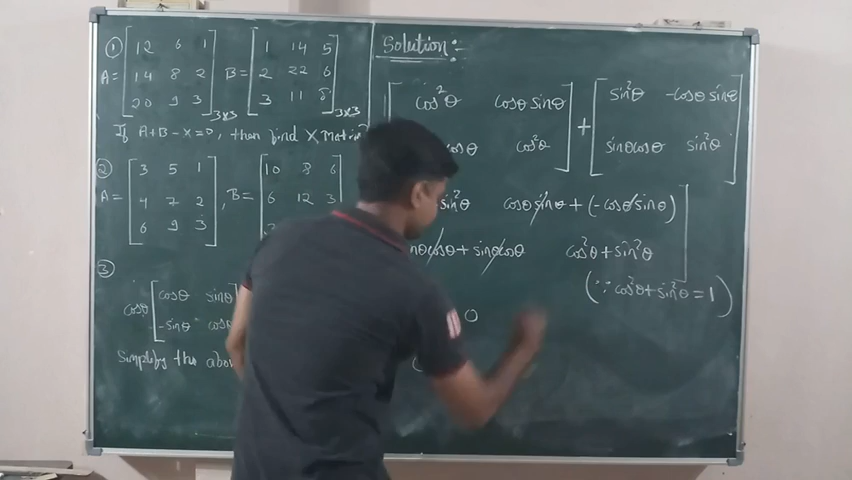 ①
A = [ 12 6 1
14 8 2
20 9 3 ]3×3
B = [ 1 14 5
2 22 6
3 11 8 ]3×3
If A+B-X=0, then find X Matrix
②
A = [ 3 5 1
4 7 2
6 9 3 ]
, B = [ 10 8 6
6 12 3
③
cosθ [ cosθ sinθ
-sinθ
Simplify the
Solution:-
[ cos²θ cosθ sinθ
cos²θ ]
+
[ sin²θ -cosθ sinθ
sinθcosθ sin²θ ]
sin²θ cosθ sinθ + (-cosθ sinθ)
sinθcosθ cos²θ + sin²θ ]
(∵ cos²θ + sin²θ = 1)
0